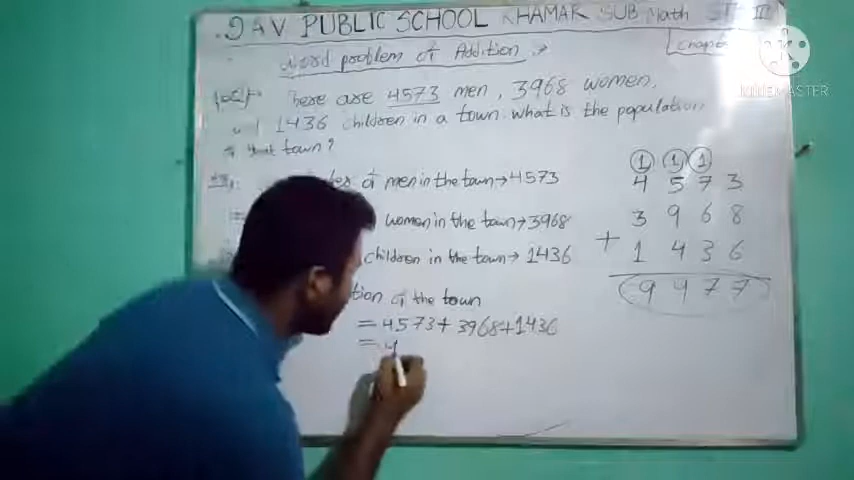 DAV PUBLIC SCHOOL KHAMAR SUB Math ST III
Word problem of Addition
Chapt
KINEMASTER
There are 4573 men, 3968 women,
1436 children in a town. what is the population
that town?
of men in the town → 4573
women in the town → 3968
children in the town → 1436
tion of the town
= 4573 + 3968 + 1436
= 4
1 1 1
4 5 7 3
3 9 6 8
+ 1 4 3 6
9 9 7 7